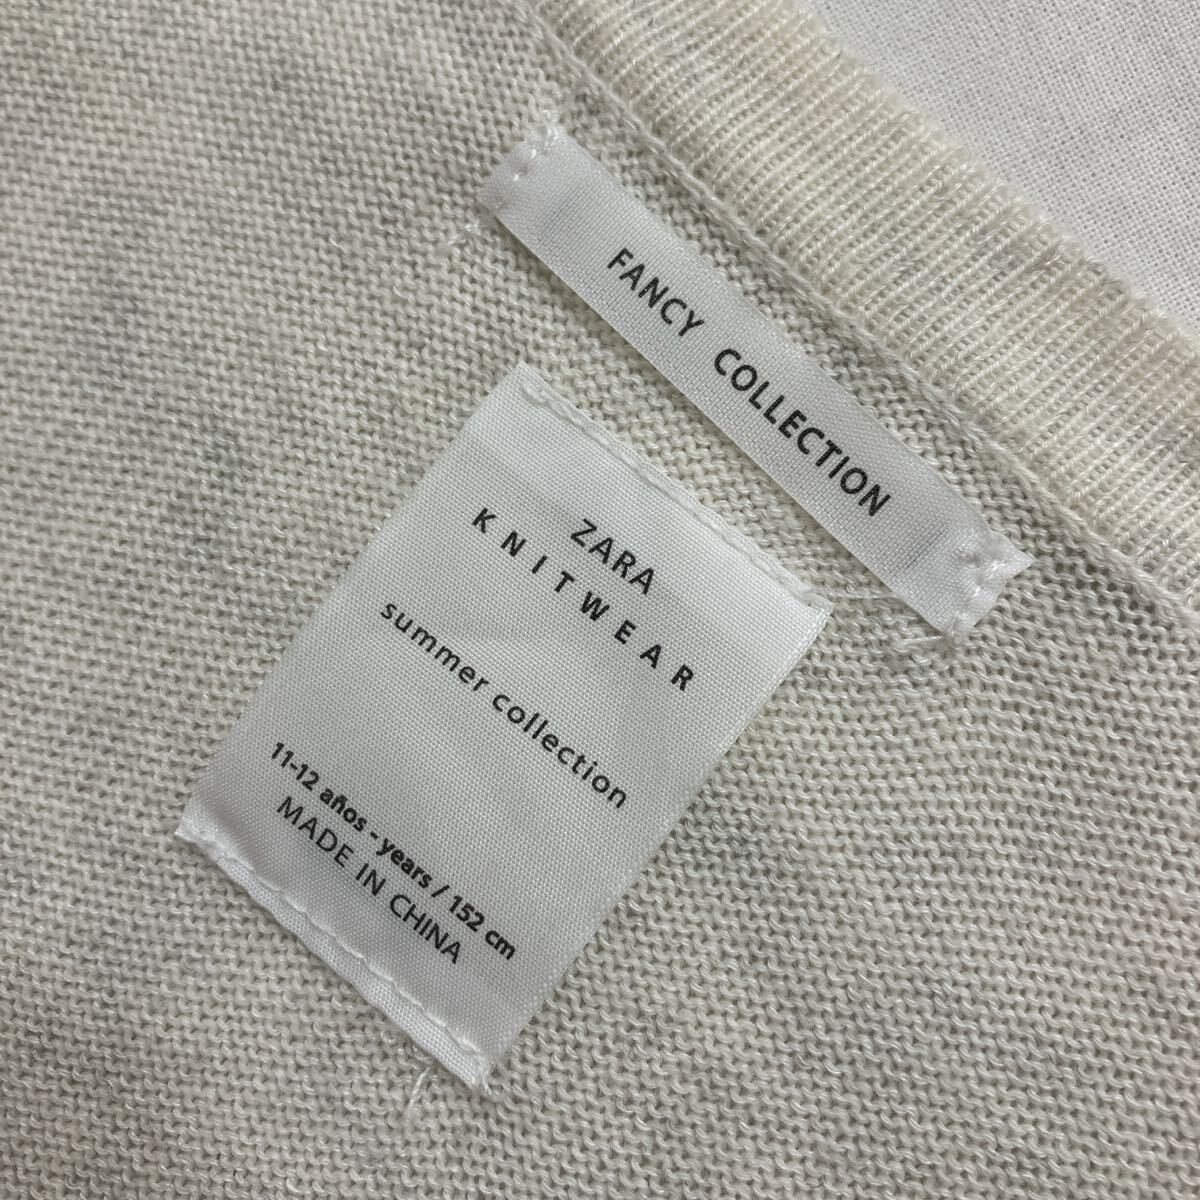 FANCY COLLECTION
ZARA
KNITWEAR
summer collection
11-12 años - years / 152 cm
MADE IN CHINA